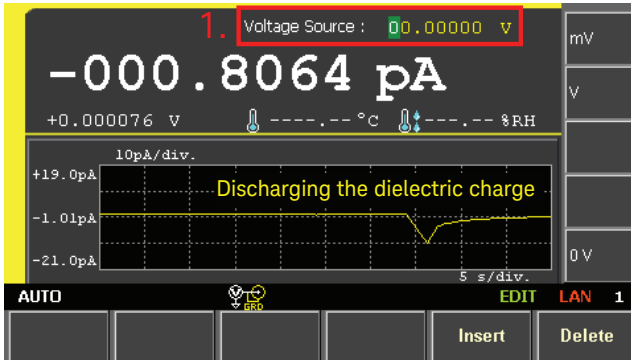 1. Voltage Source : 00.00000 V
mV
-000.8064 pA
V
+0.000076 V ----.--°C ---.-- %RH
10pA/div.
+19.0pA
Discharging the dielectric charge
-1.01pA
-21.0pA
0 V
5 s/div.
AUTO GRD EDIT LAN 1
Insert Delete